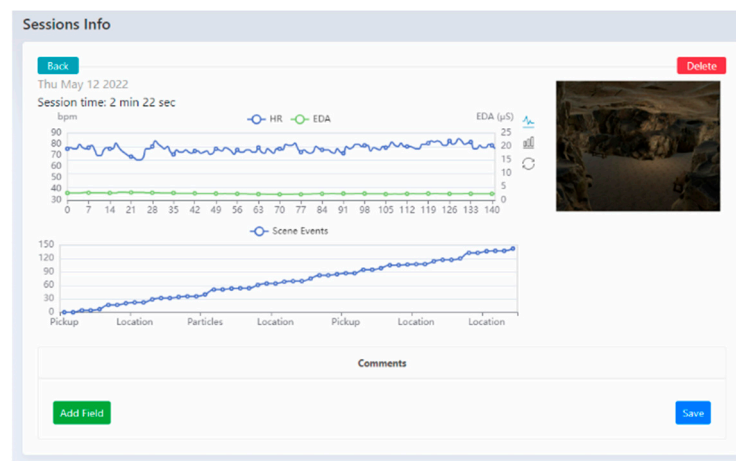 Sessions Info
Back
Delete
Thu May 12 2022
Session time: 2 min 22 sec
bpm
HR
EDA
EDA (µS)
90
80
70
60
50
40
30
25
20
15
10
5
0
0 7 14 21 28 35 42 49 56 63 70 77 84 91 98 105 112 119 126 133 140
Scene Events
150
120
90
60
30
0
Pickup Location Particles Location Pickup Location Location
Comments
Add Field
Save